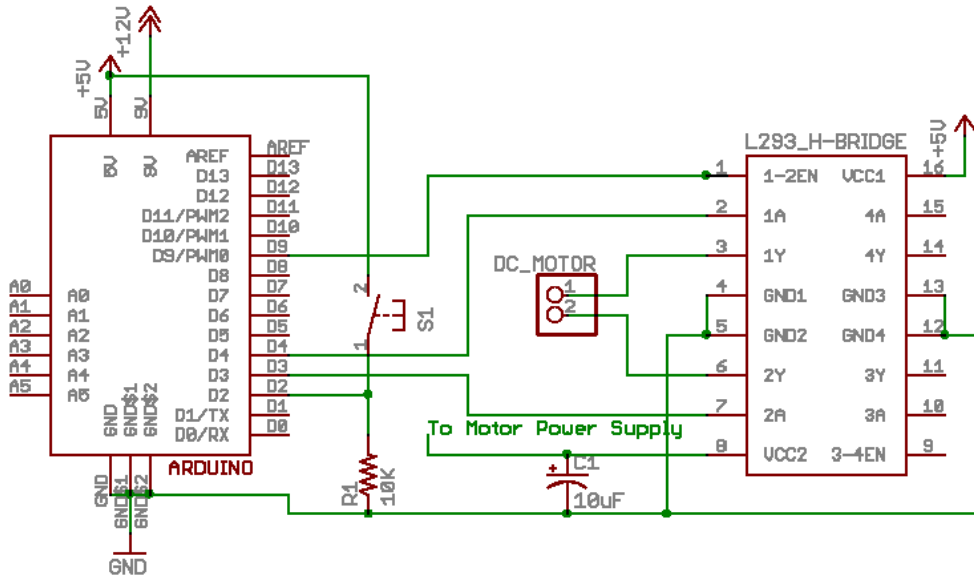 +5V
+12V
5V
9V
5V
9V
AREF
D13
D12
D11/PWM2
D10/PWM1
D9/PWM0
D8
D7
D6
D5
D4
D3
D2
D1/TX
D0/RX
AREF
D13
D12
D11
D10
D9
D8
D7
D6
D5
D4
D3
D2
D1
D0
A0
A1
A2
A3
A4
A5
A0
A1
A2
A3
A4
A5
GND
GND$1
GND$2
ARDUINO
GND
GND$1
GND$2
GND
2
1
S1
R1
10K
DC_MOTOR
1
2
To Motor Power Supply
+
C1
10uF
L293_H-BRIDGE
+5V
1
1-2EN
VCC1
16
2
1A
4A
15
3
1Y
4Y
14
4
GND1
GND3
13
5
GND2
GND4
12
6
2Y
3Y
11
7
2A
3A
10
8
VCC2
3-4EN
9